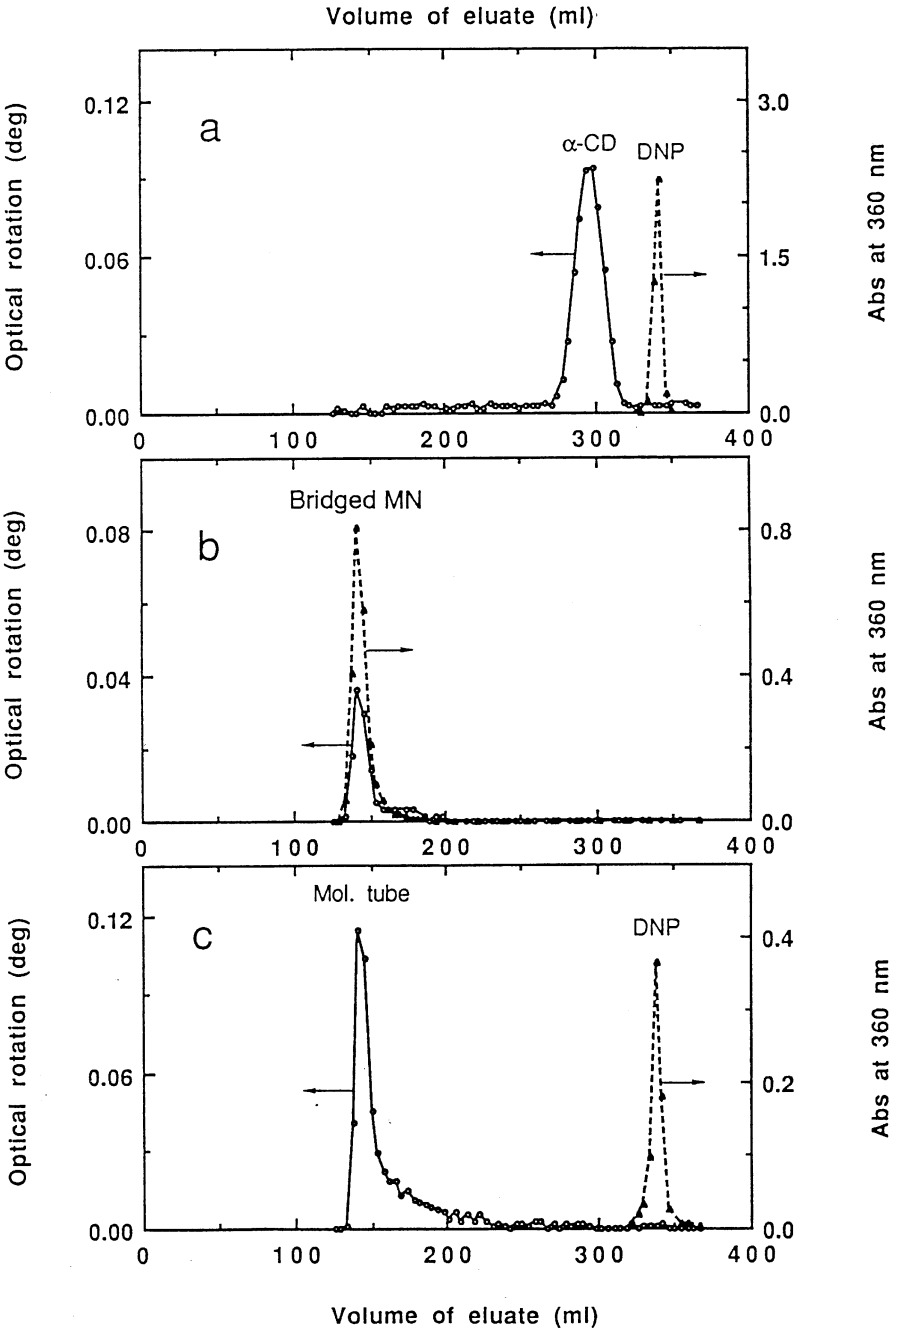 Volume of eluate (ml)
a
α-CD
DNP
0.12
0.06
0.00
3.0
1.5
0.0
Optical rotation (deg)
Abs at 360 nm
0 100 200 300 400
b
Bridged MN
0.08
0.04
0.00
0.8
0.4
0.0
Optical rotation (deg)
Abs at 360 nm
0 100 200 300 400
c
Mol. tube
DNP
0.12
0.06
0.00
0.4
0.2
0.0
Optical rotation (deg)
Abs at 360 nm
0 100 200 300 400
Volume of eluate (ml)